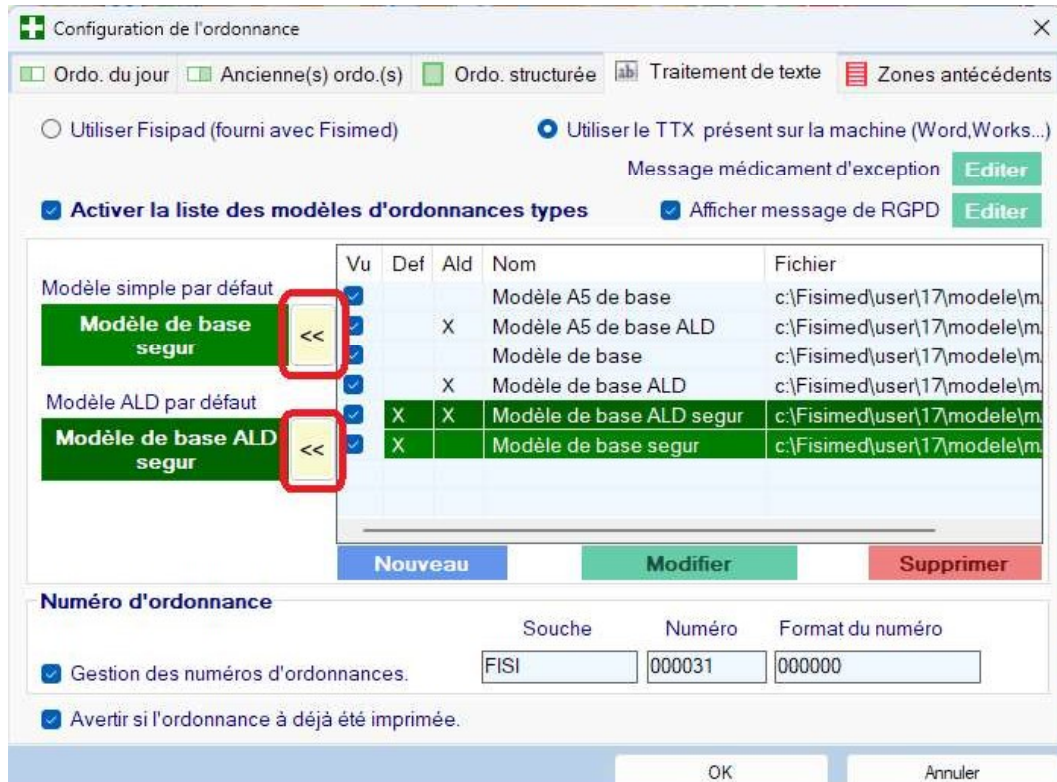 Configuration de l'ordonnance
Ordo. du jour Ancienne(s) ordo.(s) Ordo. structurée ab Traitement de texte Zones antécédents
Utiliser Fisipad (fourni avec Fisimed) Utiliser le TTX présent sur la machine (Word,Works...)
Message médicament d'exception Editer
Activer la liste des modèles d'ordonnances types Afficher message de RGPD Editer
Vu Def Ald Nom Fichier
Modèle simple par défaut
Modèle de base
segur
<<
Modèle ALD par défaut
Modèle de base ALD
segur
<<
Modèle A5 de base c:\Fisimed\user\17\modele\m.
X Modèle A5 de base ALD c:\Fisimed\user\17\modele\m.
Modèle de base c:\Fisimed\user\17\modele\m.
X Modèle de base ALD c:\Fisimed\user\17\modele\m.
X X Modèle de base ALD segur c:\Fisimed\user\17\modele\m.
X Modèle de base segur c:\Fisimed\user\17\modele\m.
Nouveau Modifier Supprimer
Numéro d'ordonnance
Souche Numéro Format du numéro
Gestion des numéros d'ordonnances. FISI 000031 000000
Avertir si l'ordonnance à déjà été imprimée.
OK Annuler